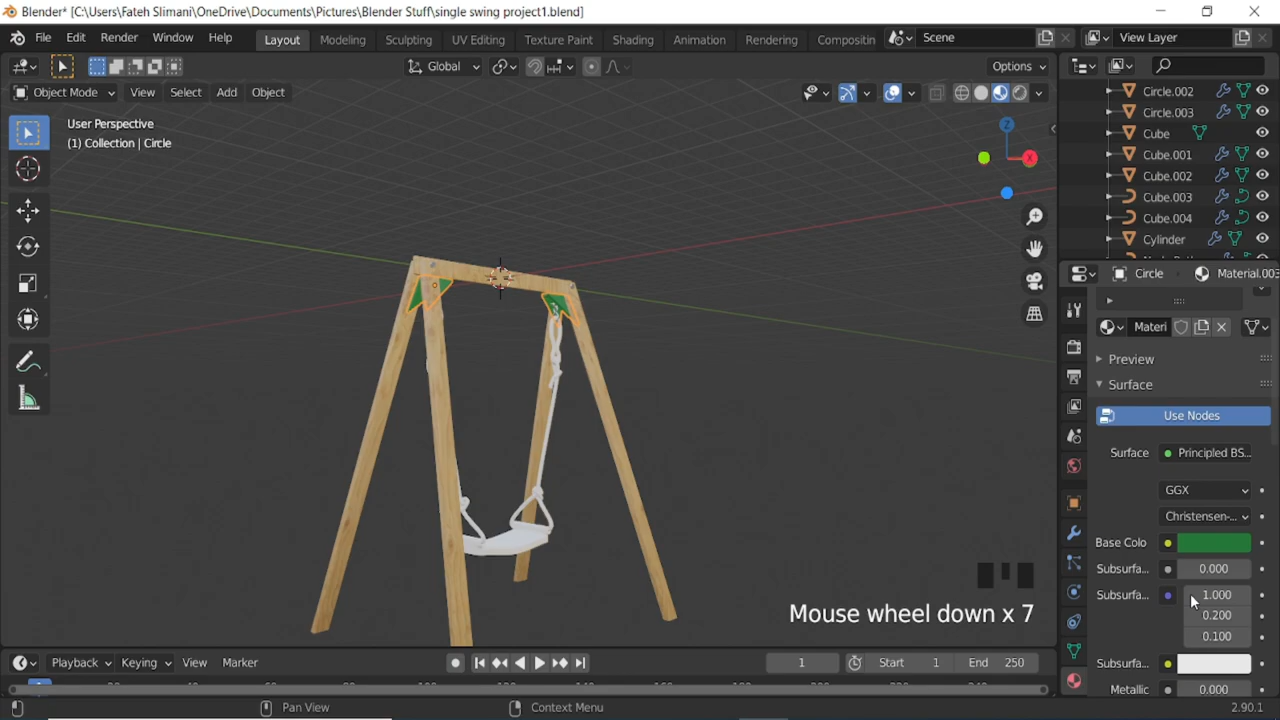 Blender* [C:\Users\Fateh Slimani\OneDrive\Documents\Pictures\Blender Stuff\single swing project1.blend]
File Edit Render Window Help Layout Modeling Sculpting UV Editing Texture Paint Shading Animation Rendering Compositin Scene View Layer
Global Options
Object Mode View Select Add Object
User Perspective
(1) Collection | Circle
Z
X
Circle.002
Circle.003
Cube
Cube.001
Cube.002
Cube.003
Cube.004
Cylinder
Circle Material.003
Materi
Preview
Surface
Use Nodes
Surface Principled BS...
GGX
Christensen-...
Base Colo
Subsurfa... 0.000
Subsurfa... 1.000
0.200
0.100
Subsurfa...
Metallic 0.000
Mouse wheel down x 7
Playback Keying View Marker 1 Start 1 End 250
Pan View Context Menu 2.90.1